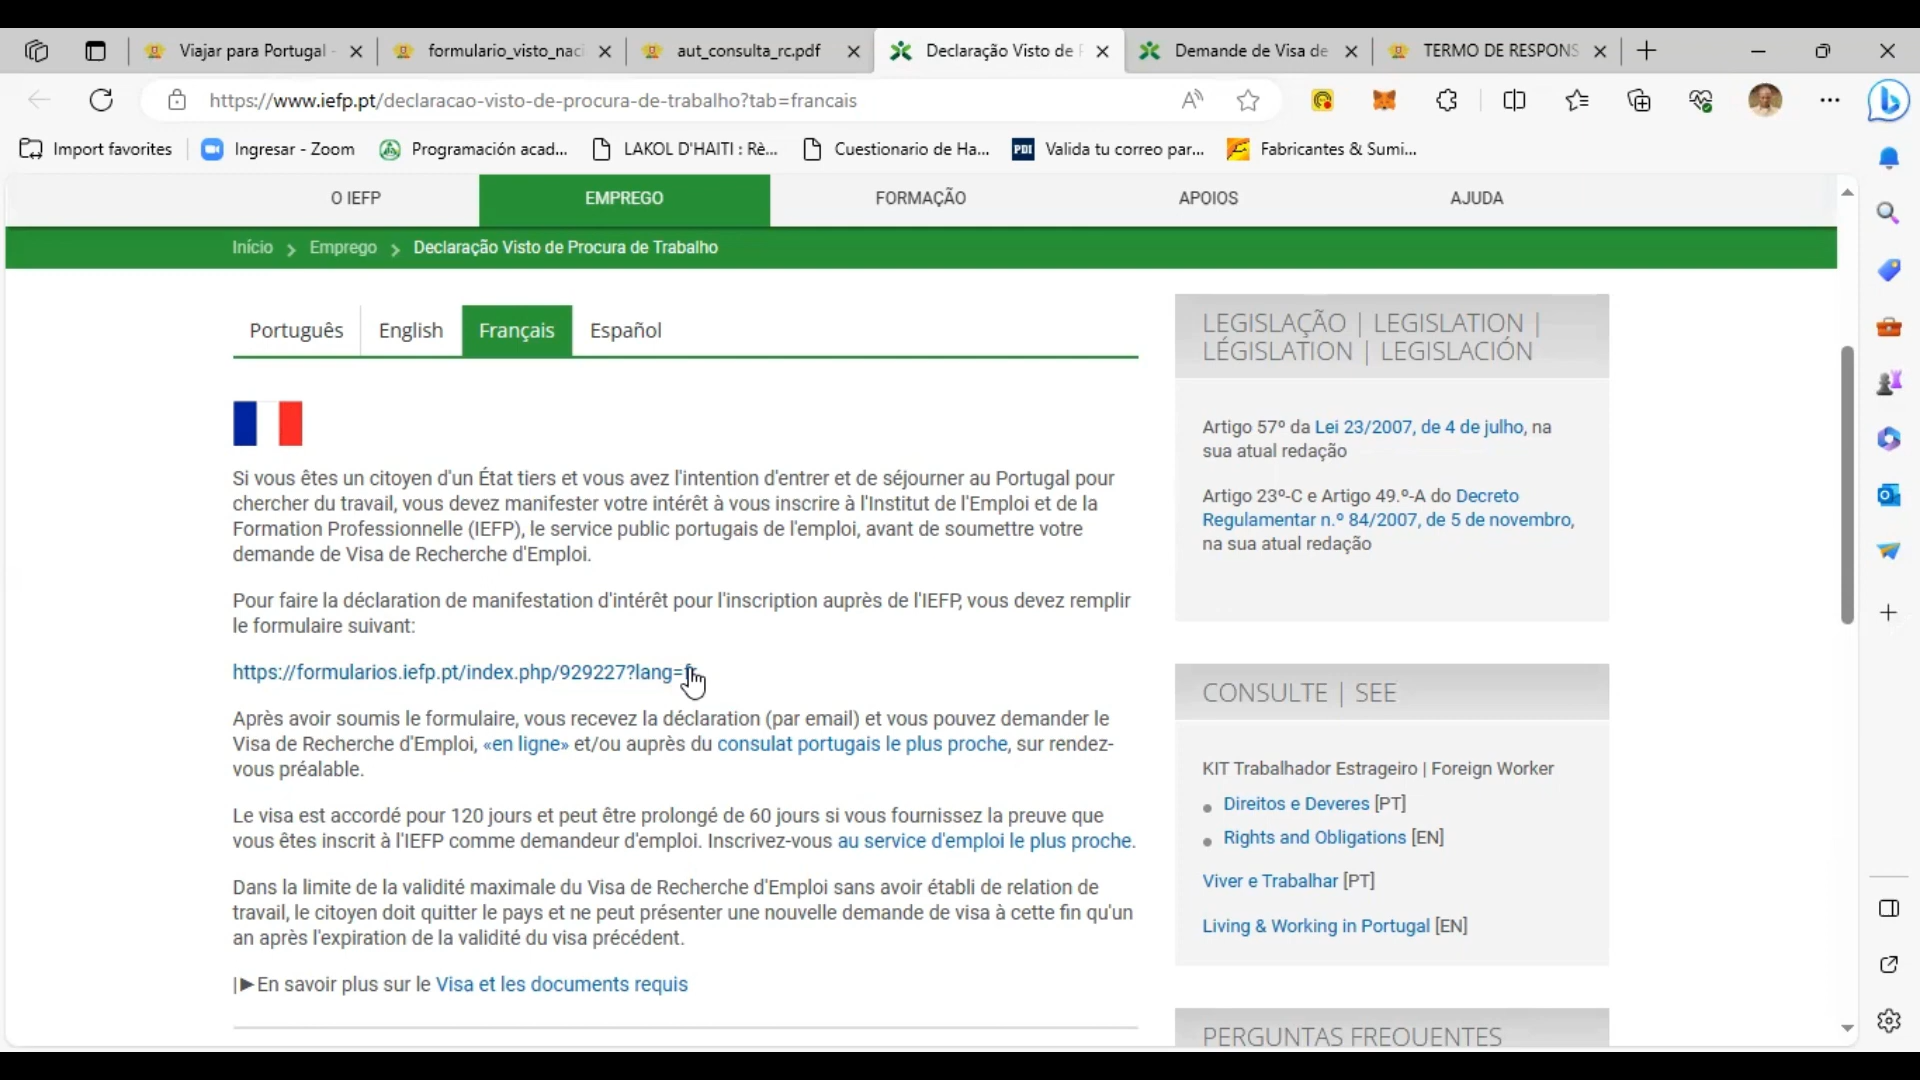 Viajar para Portugal -
formulario_visto_naci
aut_consulta_rc.pdf
Declaração Visto de P
Demande de Visa de
TERMO DE RESPONS
https://www.iefp.pt/declaracao-visto-de-procura-de-trabalho?tab=francais
Import favorites
Ingresar - Zoom
Programación acad...
LAKOL D'HAITI : Rè...
Cuestionario de Ha...
PDI
Valida tu correo par...
Fabricantes & Sumi...
O IEFP
EMPREGO
FORMAÇÃO
APOIOS
AJUDA
Início > Emprego > Declaração Visto de Procura de Trabalho
Português
English
Français
Español
Si vous êtes un citoyen d'un État tiers et vous avez l'intention d'entrer et de séjourner au Portugal pour
chercher du travail, vous devez manifester votre intérêt à vous inscrire à l'Institut de l'Emploi et de la
Formation Professionnelle (IEFP), le service public portugais de l'emploi, avant de soumettre votre
demande de Visa de Recherche d'Emploi.
Pour faire la déclaration de manifestation d'intérêt pour l'inscription auprès de l'IEFP, vous devez remplir
le formulaire suivant:
https://formularios.iefp.pt/index.php/929227?lang=fr
Après avoir soumis le formulaire, vous recevez la déclaration (par email) et vous pouvez demander le
Visa de Recherche d'Emploi, «en ligne» et/ou auprès du consulat portugais le plus proche, sur rendez-
vous préalable.
Le visa est accordé pour 120 jours et peut être prolongé de 60 jours si vous fournissez la preuve que
vous êtes inscrit à l'IEFP comme demandeur d'emploi. Inscrivez-vous au service d'emploi le plus proche.
Dans la limite de la validité maximale du Visa de Recherche d'Emploi sans avoir établi de relation de
travail, le citoyen doit quitter le pays et ne peut présenter une nouvelle demande de visa à cette fin qu'un
an après l'expiration de la validité du visa précédent.
|►En savoir plus sur le Visa et les documents requis
LEGISLAÇÃO | LEGISLATION |
LÉGISLATION | LEGISLACIÓN
Artigo 57º da Lei 23/2007, de 4 de julho, na
sua atual redação
Artigo 23º-C e Artigo 49.º-A do Decreto
Regulamentar n.º 84/2007, de 5 de novembro,
na sua atual redação
CONSULTE | SEE
KIT Trabalhador Estrageiro | Foreign Worker
Direitos e Deveres [PT]
Rights and Obligations [EN]
Viver e Trabalhar [PT]
Living & Working in Portugal [EN]
PERGUNTAS FREQUENTES